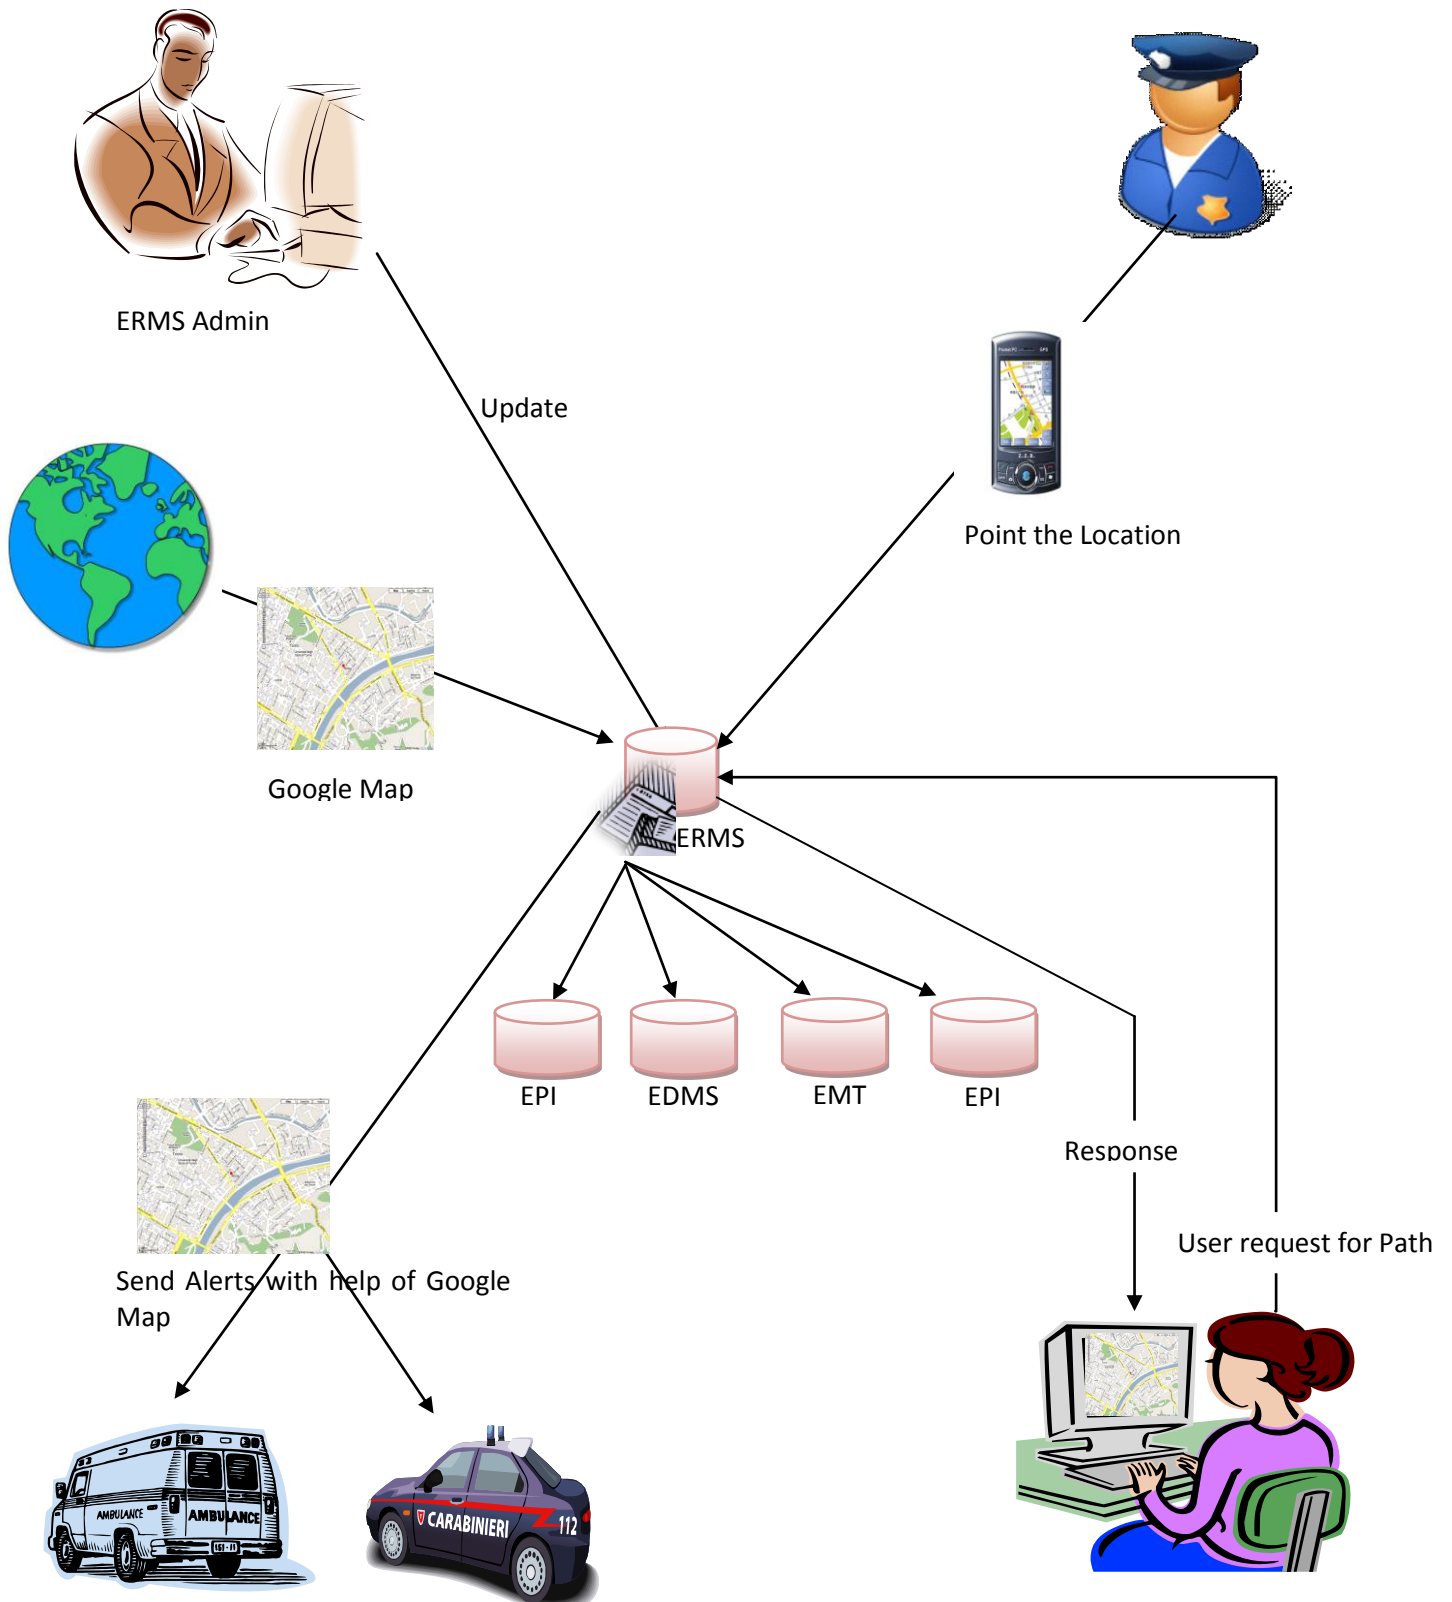 ERMS Admin
Update
Point the Location
Google Map
ERMS
EPI
EDMS
EMT
EPI
Response
User request for Path
Send Alerts with help of Google
Map
AMBULANCE
AMBULANCE
CARABINIERI
112